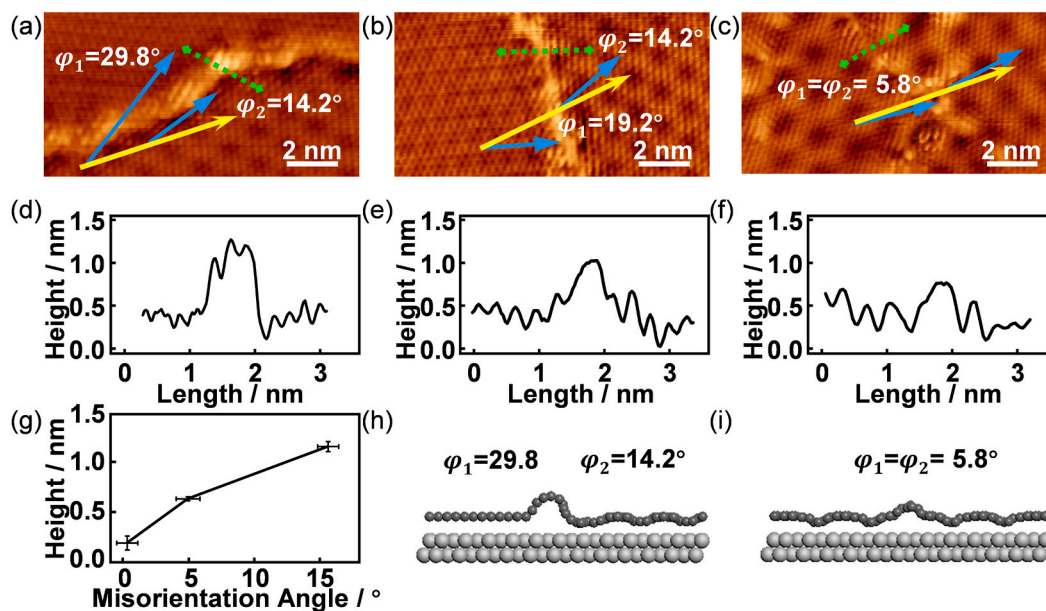 (a)
φ₁=29.8°
φ₂=14.2°
2 nm
(b)
φ₂=14.2°
φ₁=19.2°
2 nm
(c)
φ₁=φ₂= 5.8°
2 nm
(d)
Height / nm
1.5
1.0
0.5
0.0
0 1 2 3
Length / nm
(e)
Height / nm
1.5
1.0
0.5
0.0
0 1 2 3
Length / nm
(f)
Height / nm
1.5
1.0
0.5
0.0
0 1 2 3
Length / nm
(g)
Height / nm
1.5
1.0
0.5
0.0
0 5 10 15
Misorientation Angle / °
(h)
φ₁=29.8 φ₂=14.2°
(i)
φ₁=φ₂= 5.8°